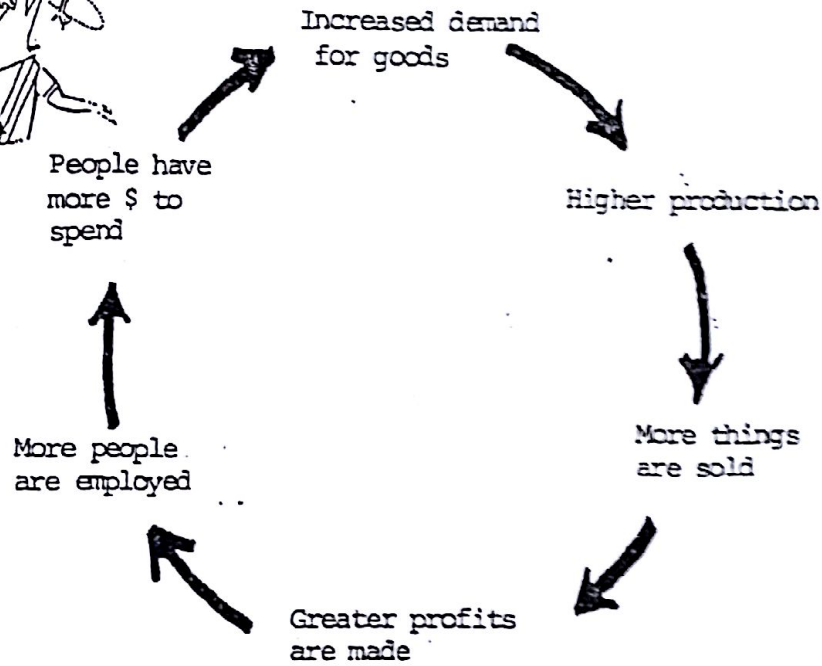 Increased demand
for goods
Higher production
More things
are sold
Greater profits
are made
More people
are employed
People have
more $ to
spend